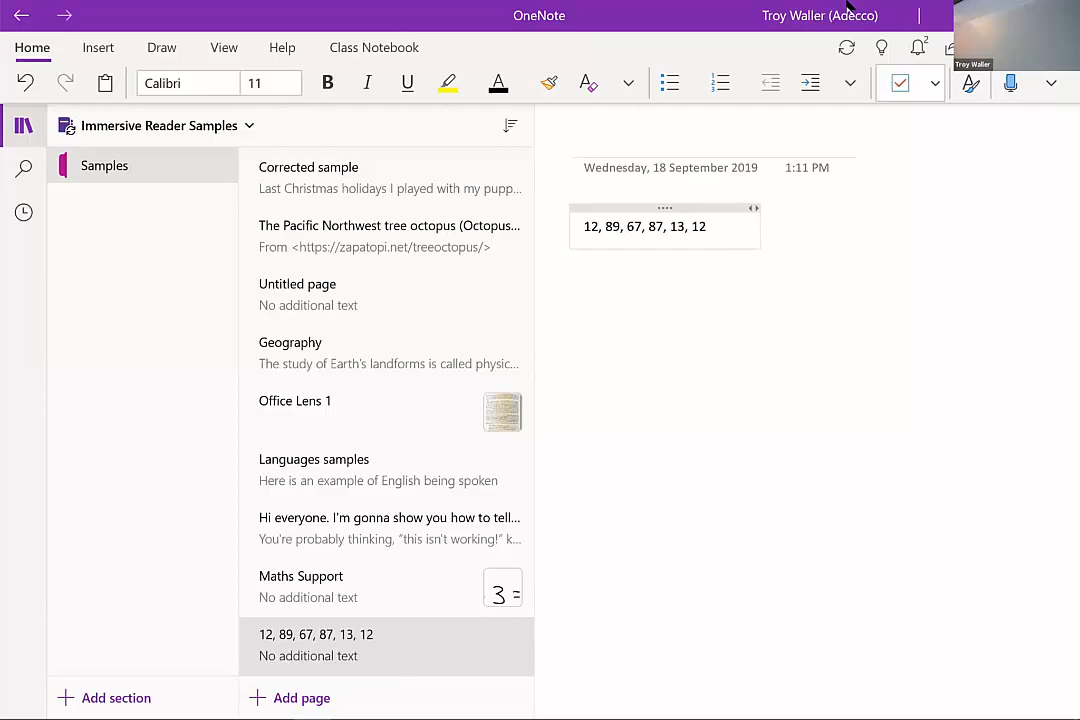 OneNote
Troy Waller (Adecco)
Troy Waller
Home Insert Draw View Help Class Notebook
2
Calibri 11 B I U A A
Immersive Reader Samples
Samples
Corrected sample
Last Christmas holidays I played with my pupp...
The Pacific Northwest tree octopus (Octopus...
From <https://zapatopi.net/treeoctopus/>
Untitled page
No additional text
Geography
The study of Earth's landforms is called physic...
Office Lens 1
Languages samples
Here is an example of English being spoken
Hi everyone. I'm gonna show you how to tell...
You're probably thinking, "this isn't working!" k...
Maths Support
No additional text
3 =
12, 89, 67, 87, 13, 12
No additional text
Add section
Add page
Wednesday, 18 September 2019 1:11 PM
12, 89, 67, 87, 13, 12